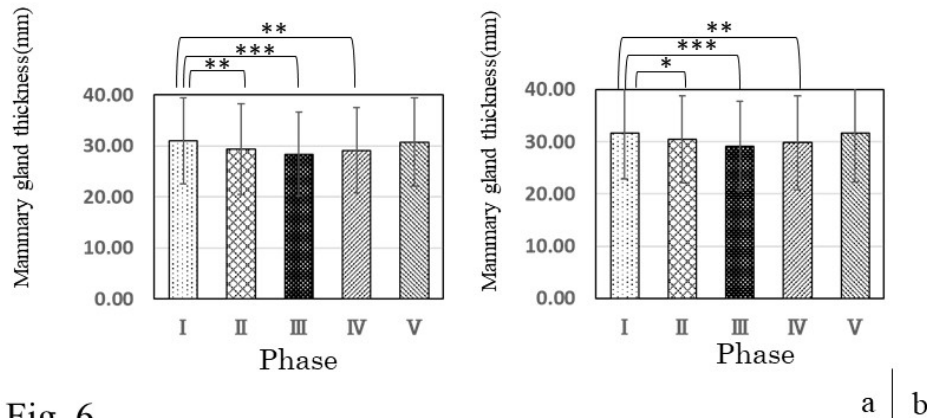 **
***
**
Mammary gland thickness(mm)
40.00
30.00
20.00
10.00
0.00
Ⅰ Ⅱ Ⅲ Ⅳ Ⅴ
Phase
**
***
*
Mammary gland thickness(mm)
40.00
30.00
20.00
10.00
0.00
Ⅰ Ⅱ Ⅲ Ⅳ Ⅴ
Phase
a b
Fig. 6